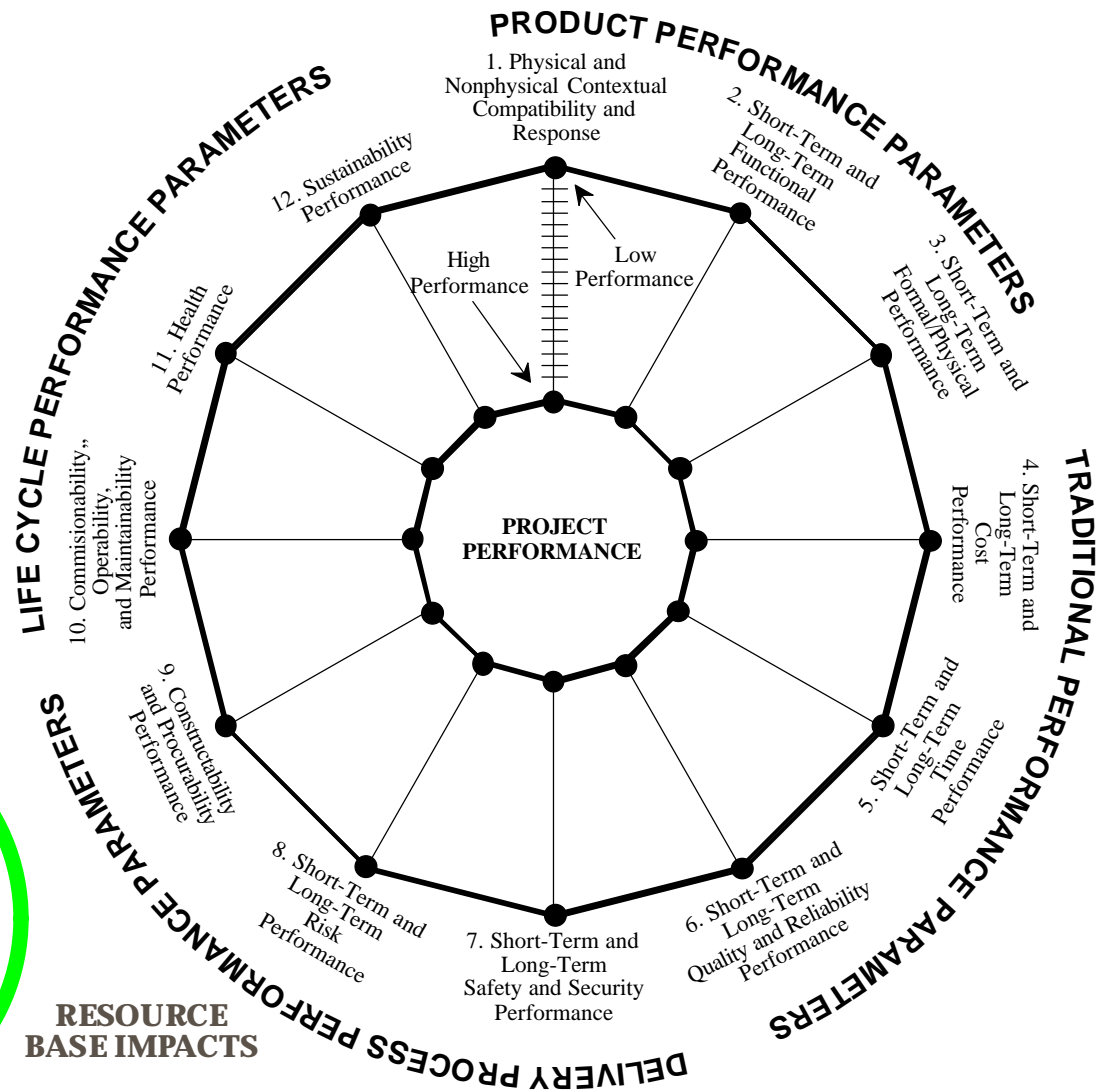 PRODUCT PERFORMANCE PARAMETERS
1. Physical and
Nonphysical Contextual
Compatibility and
Response
2. Short-Term and
Long-Term
Functional
Performance
3. Short-Term and
Long-Term
Formal/Physical
Performance
TRADITIONAL PERFORMANCE PARAMETERS
4. Short-Term and
Long-Term
Cost
Performance
5. Short-Term and
Long-Term
Time
Performance
6. Short-Term and
Long-Term
Quality and Reliability
Performance
DELIVERY PROCESS PERFORMANCE PARAMETERS
7. Short-Term and
Long-Term
Safety and Security
Performance
8. Short-Term and
Long-Term
Risk
Performance
9. Constructability
and Procurability
Performance
LIFE CYCLE PERFORMANCE PARAMETERS
10. Commisionability,,
Operability,
and Maintainability
Performance
11. Health
Performance
12. Sustainability
Performance
High
Performance
Low
Performance
PROJECT
PERFORMANCE
RESOURCE
BASE IMPACTS